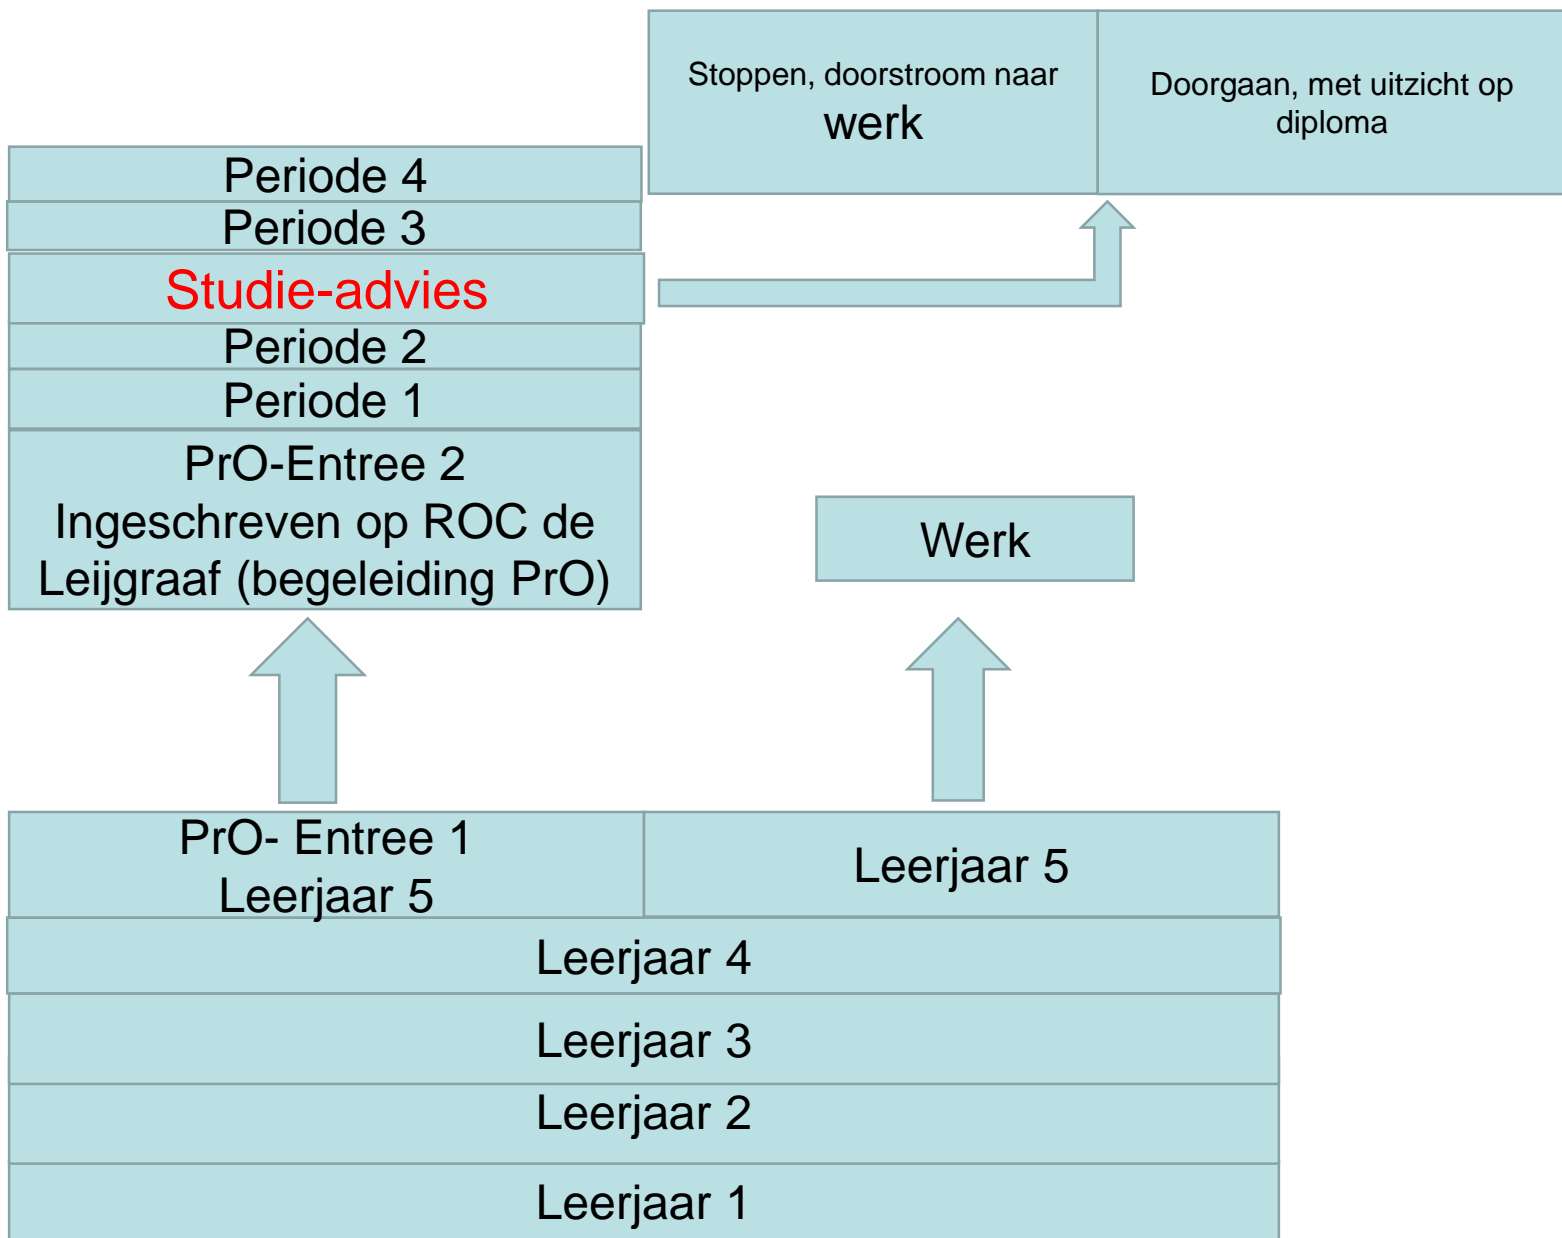 Stoppen, doorstroom naar
werk
Doorgaan, met uitzicht op
diploma
Periode 4
Periode 3
Studie-advies
Periode 2
Periode 1
PrO-Entree 2
Ingeschreven op ROC de
Leijgraaf (begeleiding PrO)
Werk
PrO- Entree 1
Leerjaar 5
Leerjaar 5
Leerjaar 4
Leerjaar 3
Leerjaar 2
Leerjaar 1